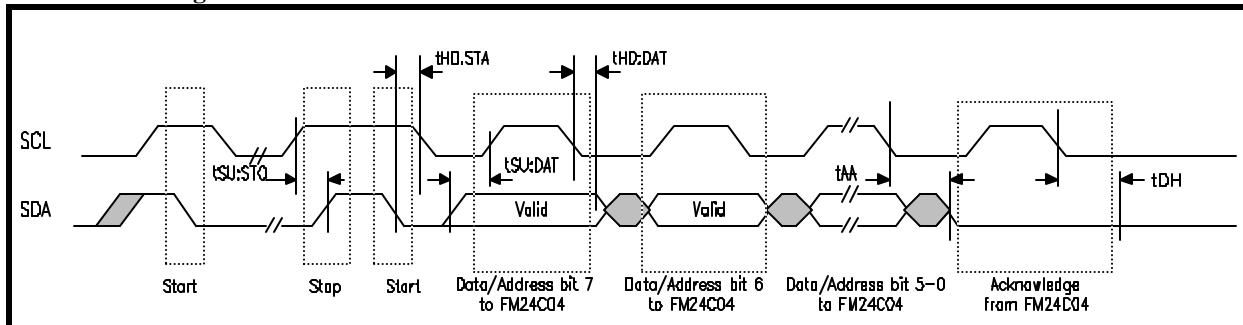 tHD:STA
tHD:DAT
SCL
tSU:STO
tSU:DAT
tAA
tDH
SDA
Valid
Valid
Start
Stop
Start
Data/Address bit 7
to FM24C04
Data/Address bit 6
to FM24C04
Data/Address bit 5-0
to FM24C04
Acknowledge
from FM24C04